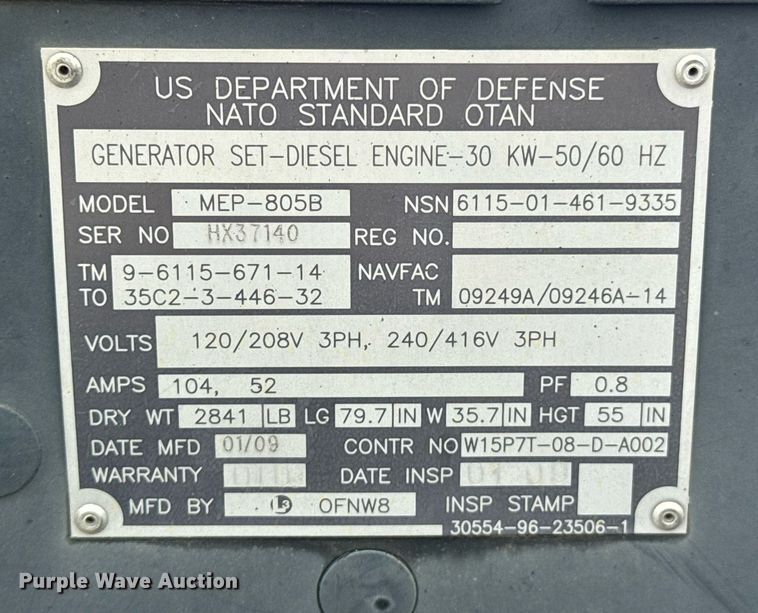 US DEPARTMENT OF DEFENSE
NATO STANDARD OTAN
GENERATOR SET-DIESEL ENGINE-30 KW-50/60 HZ
MODEL MEP-805B NSN 6115-01-461-9335
SER NO HX37140 REG NO.
TM 9-6115-671-14 NAVFAC
TO 35C2-3-446-32 TM 09249A/09246A-14
VOLTS 120/208V 3PH, 240/416V 3PH
AMPS 104, 52 PF 0.8
DRY WT 2841 LB LG 79.7 IN W 35.7 IN HGT 55 IN
DATE MFD 01/09 CONTR NO W15P7T-08-D-A002
WARRANTY DATE INSP
MFD BY L3 OFNW8 INSP STAMP
30554-96-23506-1
Purple Wave Auction